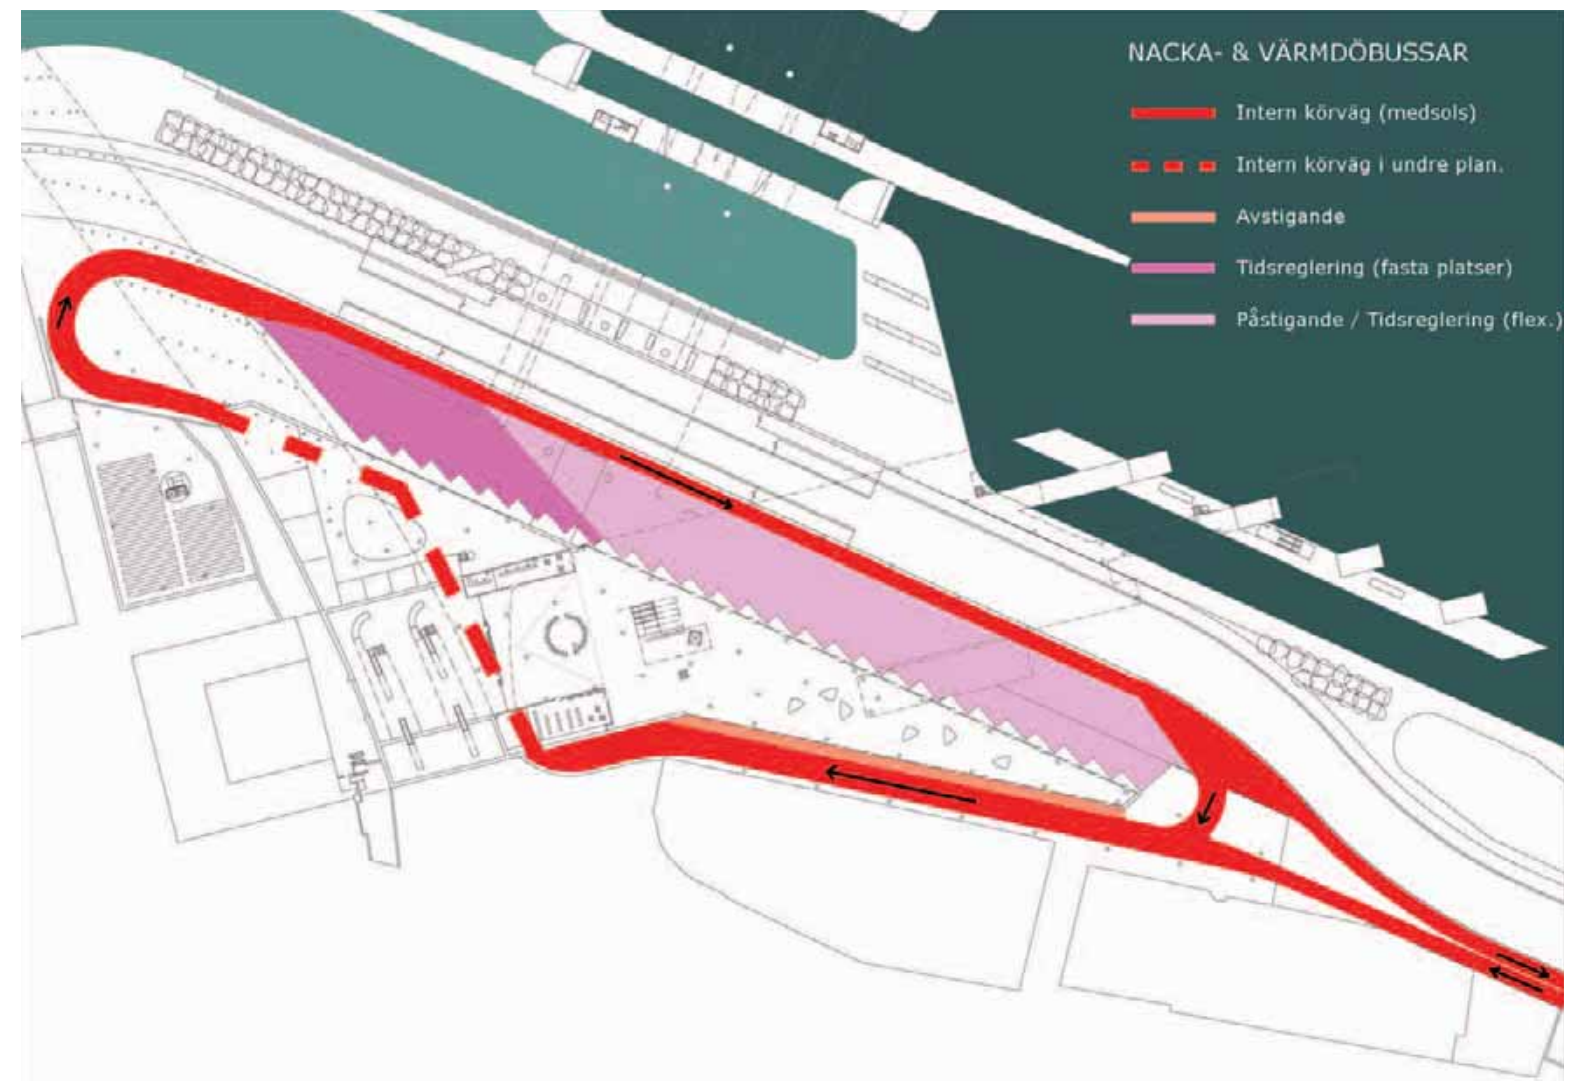 NACKA- & VÄRMDÖBUSSAR
Intern körväg (medsols)
Intern körväg i undre plan.
Avstigande
Tidsreglering (fasta platser)
Påstigande / Tidsreglering (flex.)